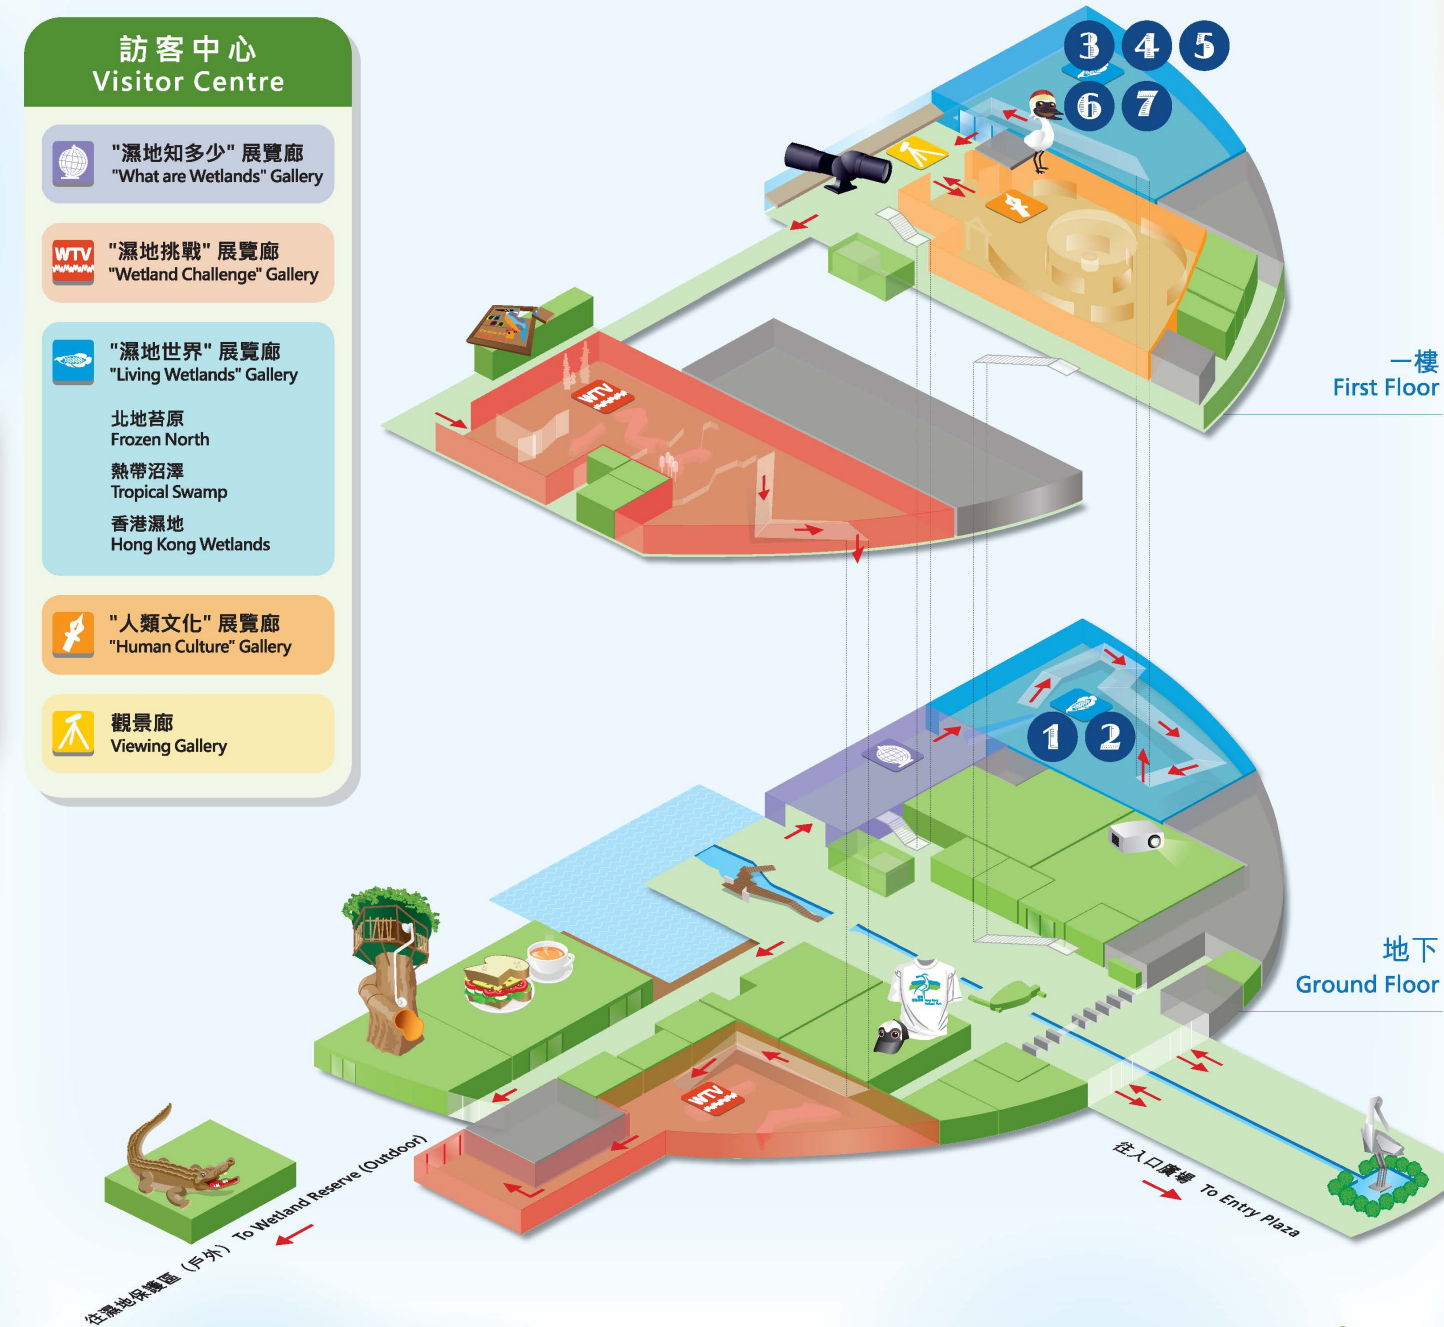 訪客中心
Visitor Centre
"濕地知多少" 展覽廊
"What are Wetlands" Gallery
WTV
"濕地挑戰" 展覽廊
"Wetland Challenge" Gallery
"濕地世界" 展覽廊
"Living Wetlands" Gallery
北地苔原
Frozen North
熱帶沼澤
Tropical Swamp
香港濕地
Hong Kong Wetlands
"人類文化" 展覽廊
"Human Culture" Gallery
觀景廊
Viewing Gallery
3 4 5
6 7
一樓
First Floor
WTV
1 2
地下
Ground Floor
WTV
往入口廣場 To Entry Plaza
往濕地保護區（戶外）To Wetland Reserve (Outdoor)